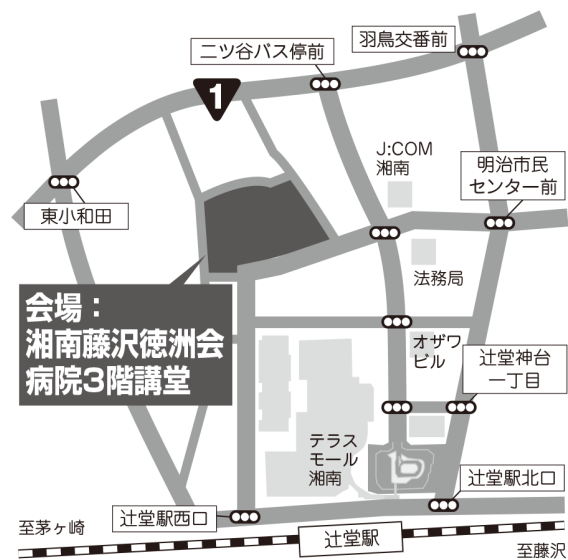 羽鳥交番前
二ツ谷バス停前
1
J:COM
湘南
明治市民
センター前
東小和田
法務局
会場：
湘南藤沢徳洲会
病院3階講堂
オザワ
ビル
辻堂神台
一丁目
テラス
モール
湘南
辻堂駅北口
辻堂駅西口
至茅ヶ崎
辻堂駅
至藤沢